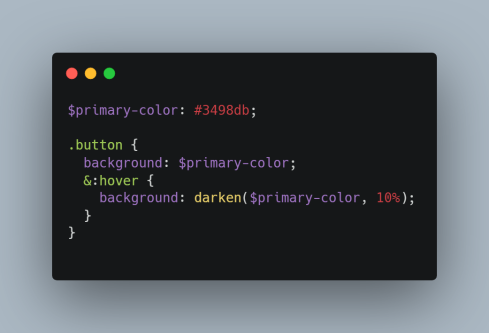 $primary-color: #3498db;

.button {
  background: $primary-color;
  &:hover {
    background: darken($primary-color, 10%);
  }
}